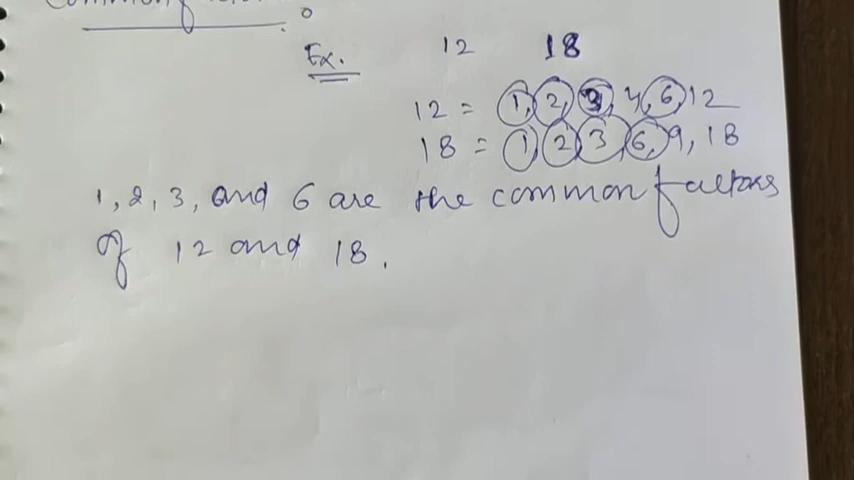 Common
Ex. 12 18
12 = 1, 2, 3, 4, 6, 12
18 = 1, 2 3, 6, 9, 18
1, 2, 3, and 6 are the common factors
of 12 and 18.